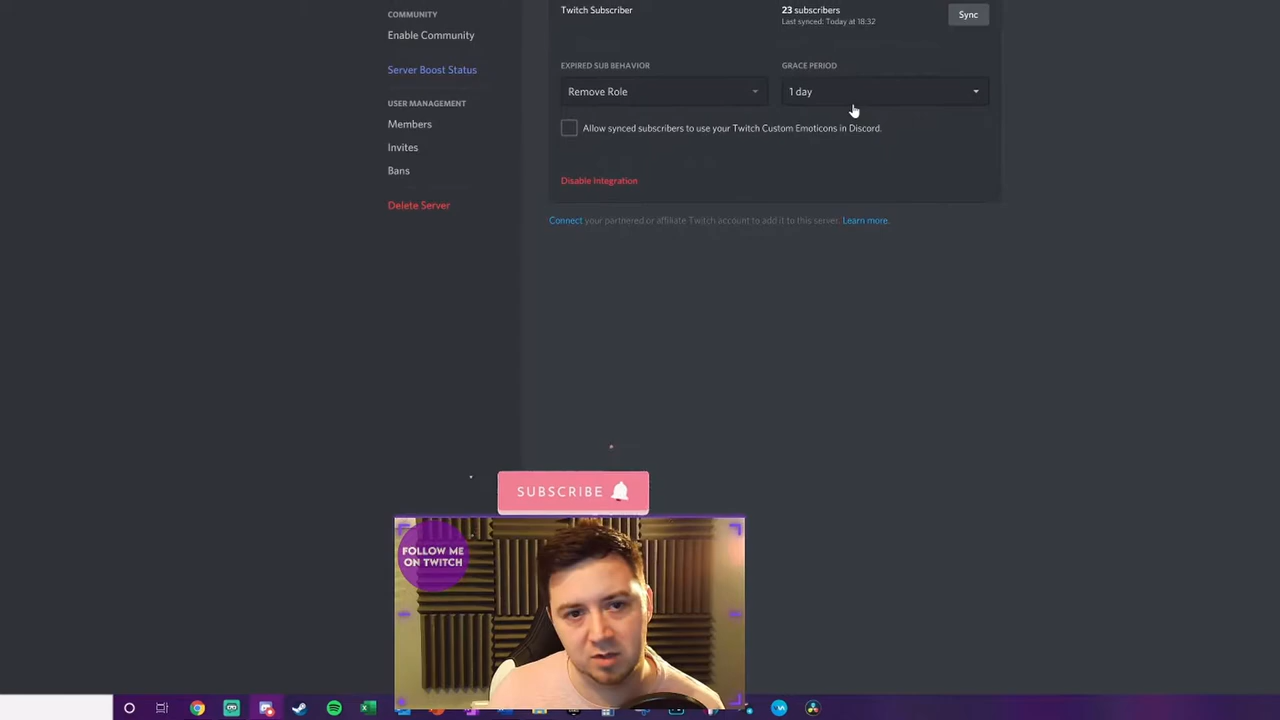 COMMUNITY
Enable Community
Server Boost Status
USER MANAGEMENT
Members
Invites
Bans
Delete Server
Twitch Subscriber
23 subscribers
Last synced: Today at 18:32
Sync
EXPIRED SUB BEHAVIOR
GRACE PERIOD
Remove Role
1 day
Allow synced subscribers to use your Twitch Custom Emoticons in Discord.
Disable Integration
Connect your partnered or affiliate Twitch account to add it to this server. Learn more.
SUBSCRIBE
FOLLOW ME
ON TWITCH